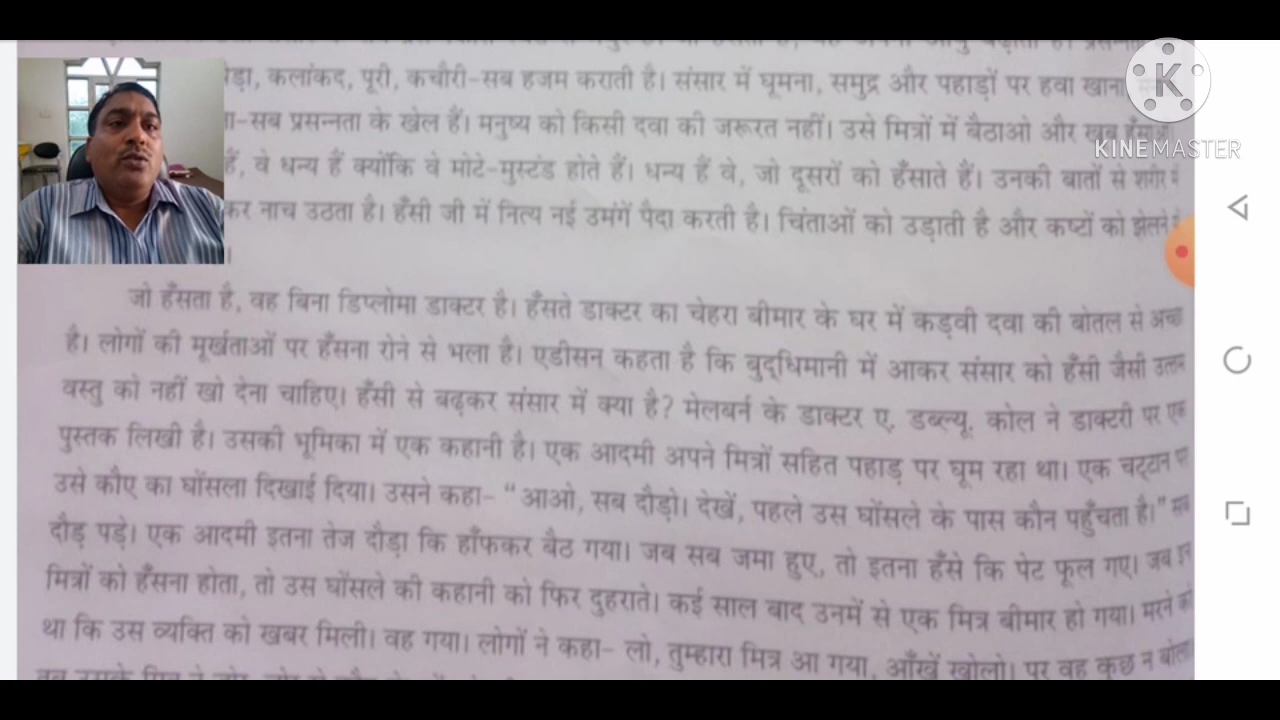 पेड़ा, कलांकद, पूरी, कचौरी-सब हजम कराती है। संसार में घूमना, समुद्र और पहाड़ों पर हवा खाना
KINEMASTER
-सब प्रसन्नता के खेल हैं। मनुष्य को किसी दवा की जरूरत नहीं। उसे मित्रों में बैठाओ और खूब हँसाओ
हैं, वे धन्य हैं क्योंकि वे मोटे-मुस्टंड होते हैं। धन्य हैं वे, जो दूसरों को हँसाते हैं। उनकी बातों से शरीर में
कर नाच उठता है। हँसी जी में नित्य नई उमंगें पैदा करती है। चिंताओं को उड़ाती है और कष्टों को झेलने
जो हँसता है, वह बिना डिप्लोमा डाक्टर है। हँसते डाक्टर का चेहरा बीमार के घर में कड़वी दवा की बोतल से अच्छा
है। लोगों की मूर्खताओं पर हँसना रोने से भला है। एडीसन कहता है कि बुद्धिमानी में आकर संसार को हँसी जैसी उत्तम
वस्तु को नहीं खो देना चाहिए। हँसी से बढ़कर संसार में क्या है? मेलबर्न के डाक्टर ए. डब्ल्यू. कोल ने डाक्टरी पर एक
पुस्तक लिखी है। उसकी भूमिका में एक कहानी है। एक आदमी अपने मित्रों सहित पहाड़ पर घूम रहा था। एक चट्टान पर
उसे कौए का घोंसला दिखाई दिया। उसने कहा- “आओ, सब दौड़ो। देखें, पहले उस घोंसले के पास कौन पहुँचता है।” सब
दौड़ पड़े। एक आदमी इतना तेज दौड़ा कि हाँफकर बैठ गया। जब सब जमा हुए, तो इतना हँसे कि पेट फूल गए। जब इन
मित्रों को हँसना होता, तो उस घोंसले की कहानी को फिर दुहराते। कई साल बाद उनमें से एक मित्र बीमार हो गया। मरने को
था कि उस व्यक्ति को खबर मिली। वह गया। लोगों ने कहा- लो, तुम्हारा मित्र आ गया, आँखें खोलो। पर वह कुछ न बोला